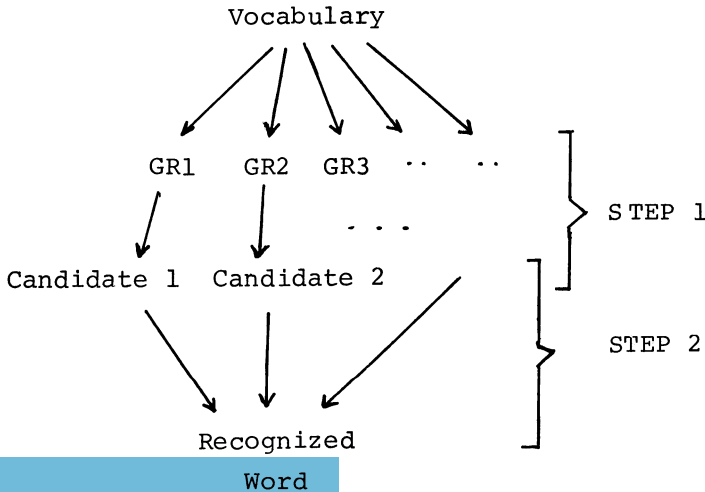 Vocabulary
GR1 GR2 GR3 .. ..
STEP 1
. . .
Candidate 1 Candidate 2
STEP 2
Recognized
Word